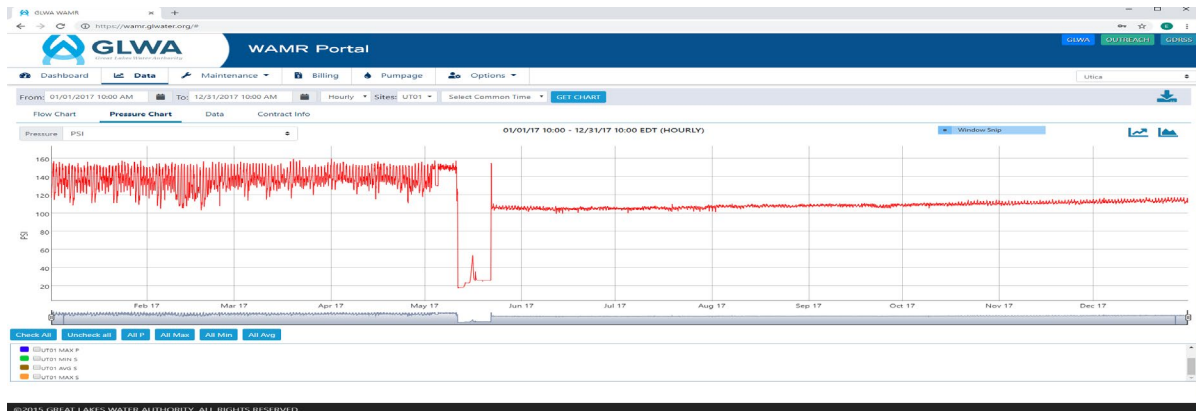 GLWA WAMR × +
https://wamr.glwater.org/#
GLWA
Great Lakes Water Authority
WAMR Portal
GLWA OUTREACH GDRSS
Dashboard Data Maintenance Billing Pumpage Options
Utica
From: 01/01/2017 10:00 AM To: 12/31/2017 10:00 AM Hourly Sites: UT01 Select Common Time GET CHART
Flow Chart Pressure Chart Data Contract Info
Pressure PSI
01/01/17 10:00 - 12/31/17 10:00 EDT (HOURLY)
Window Snip
160
140
120
100
80
60
40
20
PSI
Feb 17 Mar 17 Apr 17 May 17 Jun 17 Jul 17 Aug 17 Sep 17 Oct 17 Nov 17 Dec 17
Check All Uncheck all All P All Max All Min All Avg
UT01 MAX P
UT01 MIN S
UT01 AVG S
UT01 MAX S
©2015 GREAT LAKES WATER AUTHORITY. ALL RIGHTS RESERVED